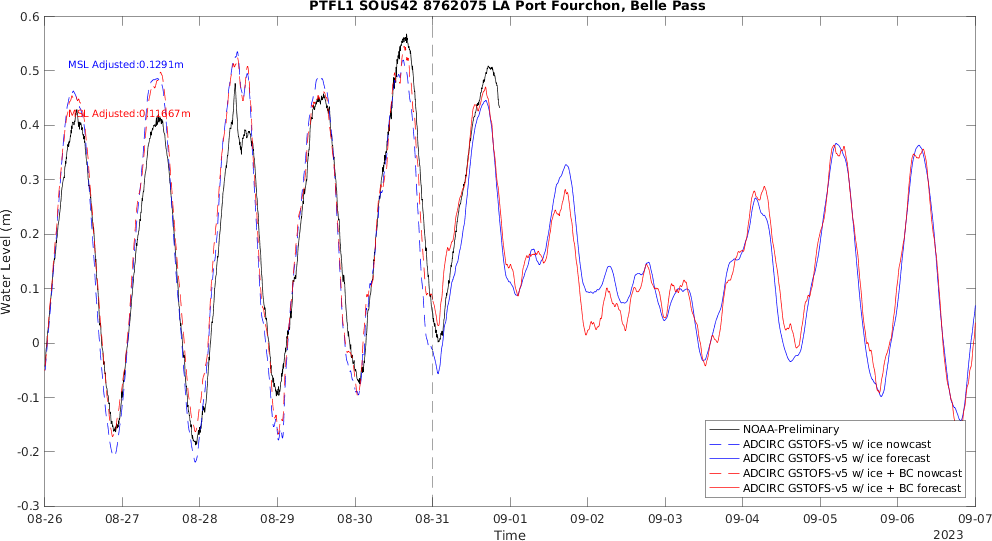 PTFL1 SOUS42 8762075 LA Port Fourchon, Belle Pass
0.6
0.5
0.4
0.3
0.2
0.1
0
-0.1
-0.2
-0.3
Water Level (m)
MSL Adjusted:0.1291m
MSL Adjusted:0.11667m
NOAA-Preliminary
ADCIRC GSTOFS-v5 w/ ice nowcast
ADCIRC GSTOFS-v5 w/ ice forecast
ADCIRC GSTOFS-v5 w/ ice + BC nowcast
ADCIRC GSTOFS-v5 w/ ice + BC forecast
08-26 08-27 08-28 08-29 08-30 08-31 09-01 09-02 09-03 09-04 09-05 09-06 09-07
Time
2023